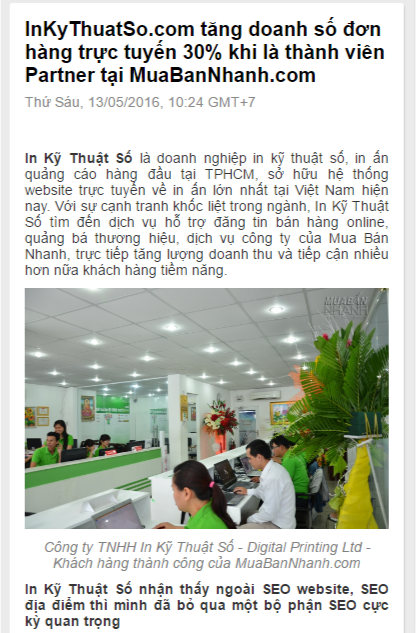 InKyThuatSo.com tăng doanh số đơn
hàng trực tuyến 30% khi là thành viên
Partner tại MuaBanNhanh.com
Thứ Sáu, 13/05/2016, 10:24 GMT+7
In Kỹ Thuật Số là doanh nghiệp in kỹ thuật số, in ấn
quảng cáo hàng đầu tại TPHCM, sở hữu hệ thống
website trực tuyến về in ấn lớn nhất tại Việt Nam hiện
nay. Với sự cạnh tranh khốc liệt trong ngành, In Kỹ Thuật
Số tìm đến dịch vụ hỗ trợ đăng tin bán hàng online,
quảng bá thương hiệu, dịch vụ công ty của Mua Bán
Nhanh, trực tiếp tăng lượng doanh thu và tiếp cận nhiều
hơn nữa khách hàng tiềm năng.
MUABÁN
NHANH
Công ty TNHH In Kỹ Thuật Số - Digital Printing Ltd -
Khách hàng thành công của MuaBanNhanh.com
In Kỹ Thuật Số nhận thấy ngoài SEO website, SEO
địa điểm thì mình đã bỏ qua một bộ phận SEO cực
kỳ quan trọng